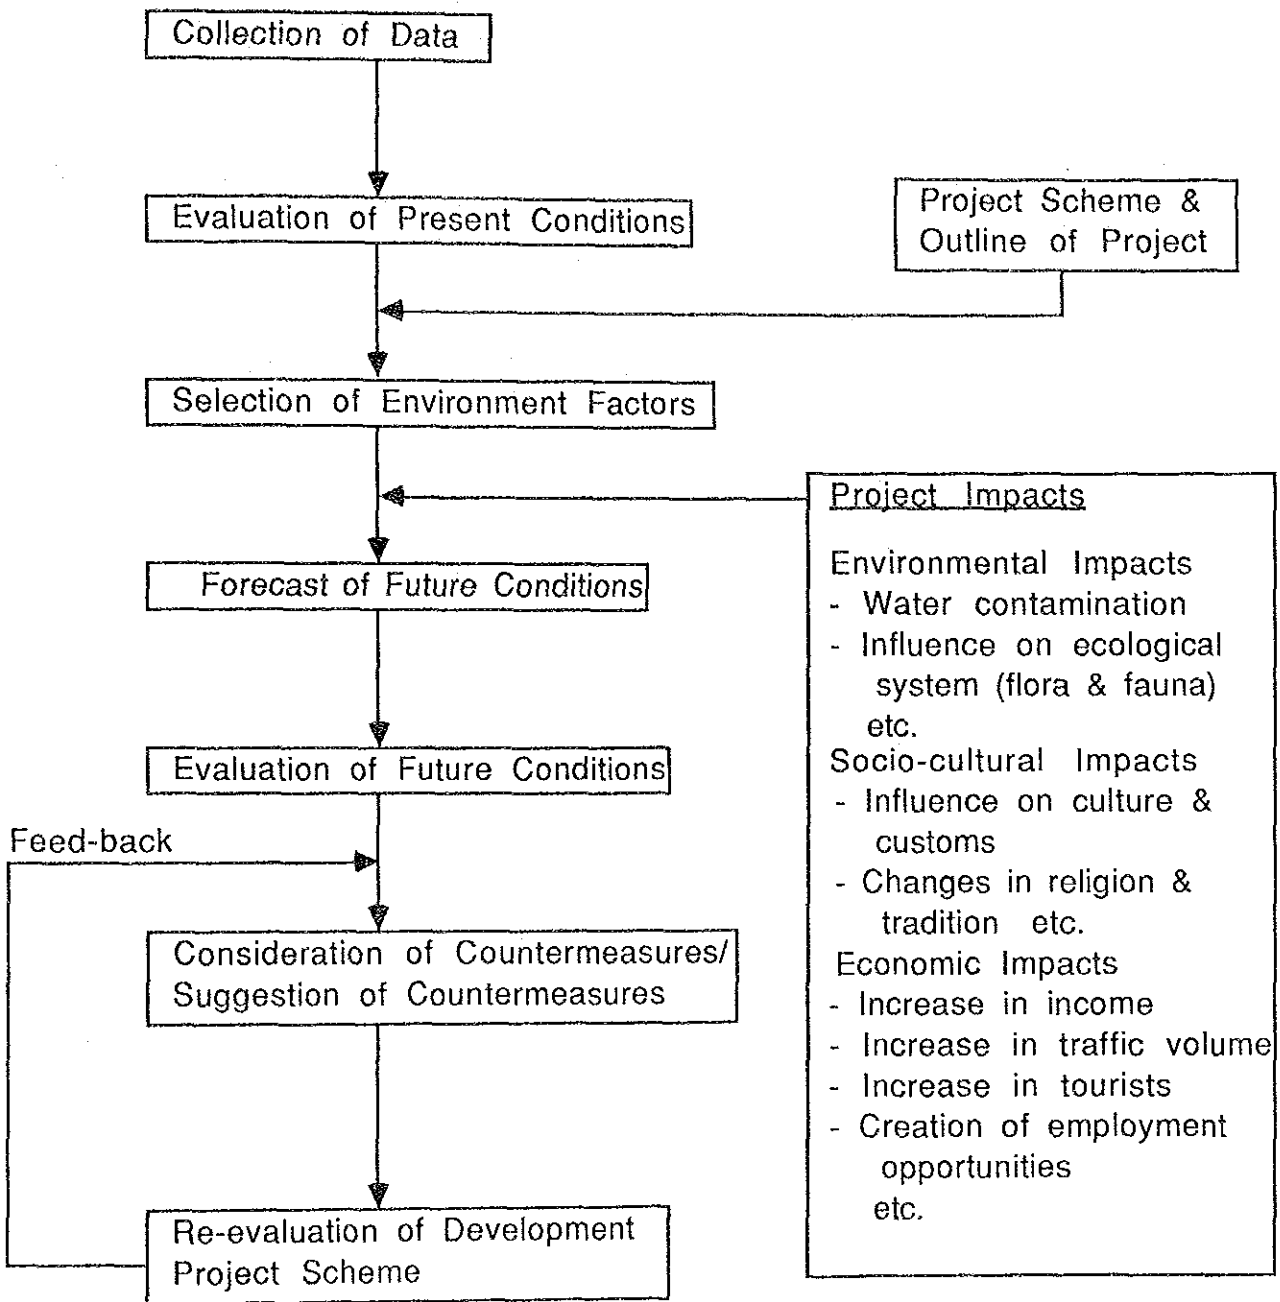 Collection of Data
Evaluation of Present Conditions
Project Scheme &
Outline of Project
Selection of Environment Factors
Project Impacts
Environmental Impacts
- Water contamination
- Influence on ecological
system (flora & fauna)
etc.
Socio-cultural Impacts
- Influence on culture &
customs
- Changes in religion &
tradition etc.
Economic Impacts
- Increase in income
- Increase in traffic volume
- Increase in tourists
- Creation of employment
opportunities
etc.
Forecast of Future Conditions
Evaluation of Future Conditions
Feed-back
Consideration of Countermeasures/
Suggestion of Countermeasures
Re-evaluation of Development
Project Scheme